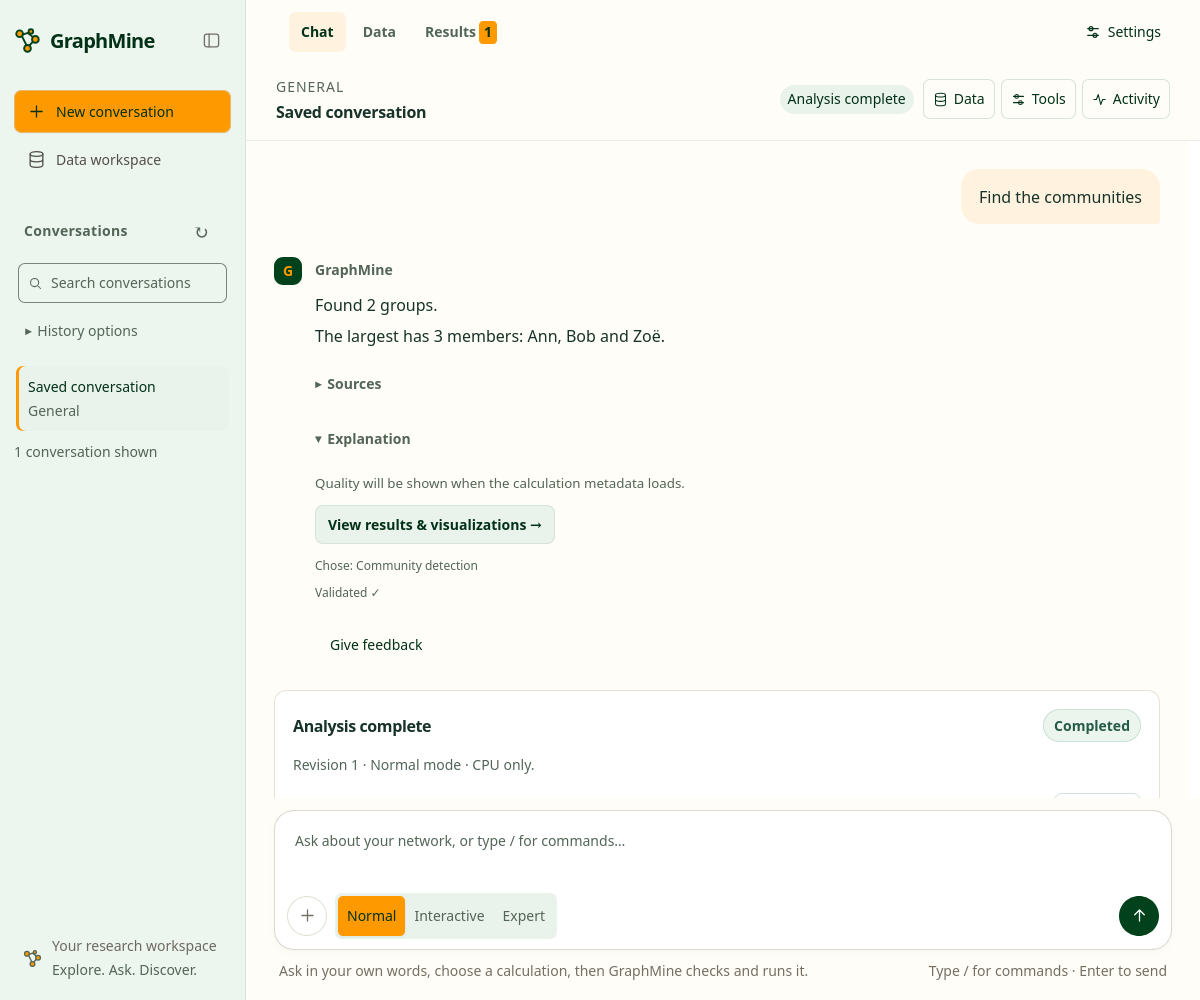 GraphMine
New conversation
Data workspace
Conversations
Search conversations
▸ History options
Saved conversation
General
1 conversation shown
Your research workspace
Explore. Ask. Discover.
Chat Data Results 1 Settings
GENERAL
Saved conversation
Analysis complete Data Tools Activity
Find the communities
G GraphMine
Found 2 groups.
The largest has 3 members: Ann, Bob and Zoë.
▸ Sources
▾ Explanation
Quality will be shown when the calculation metadata loads.
View results & visualizations →
Chose: Community detection
Validated ✓
Give feedback
Analysis complete Completed
Revision 1 · Normal mode · CPU only.
Ask about your network, or type / for commands...
Normal Interactive Expert
Ask in your own words, choose a calculation, then GraphMine checks and runs it. Type / for commands · Enter to send